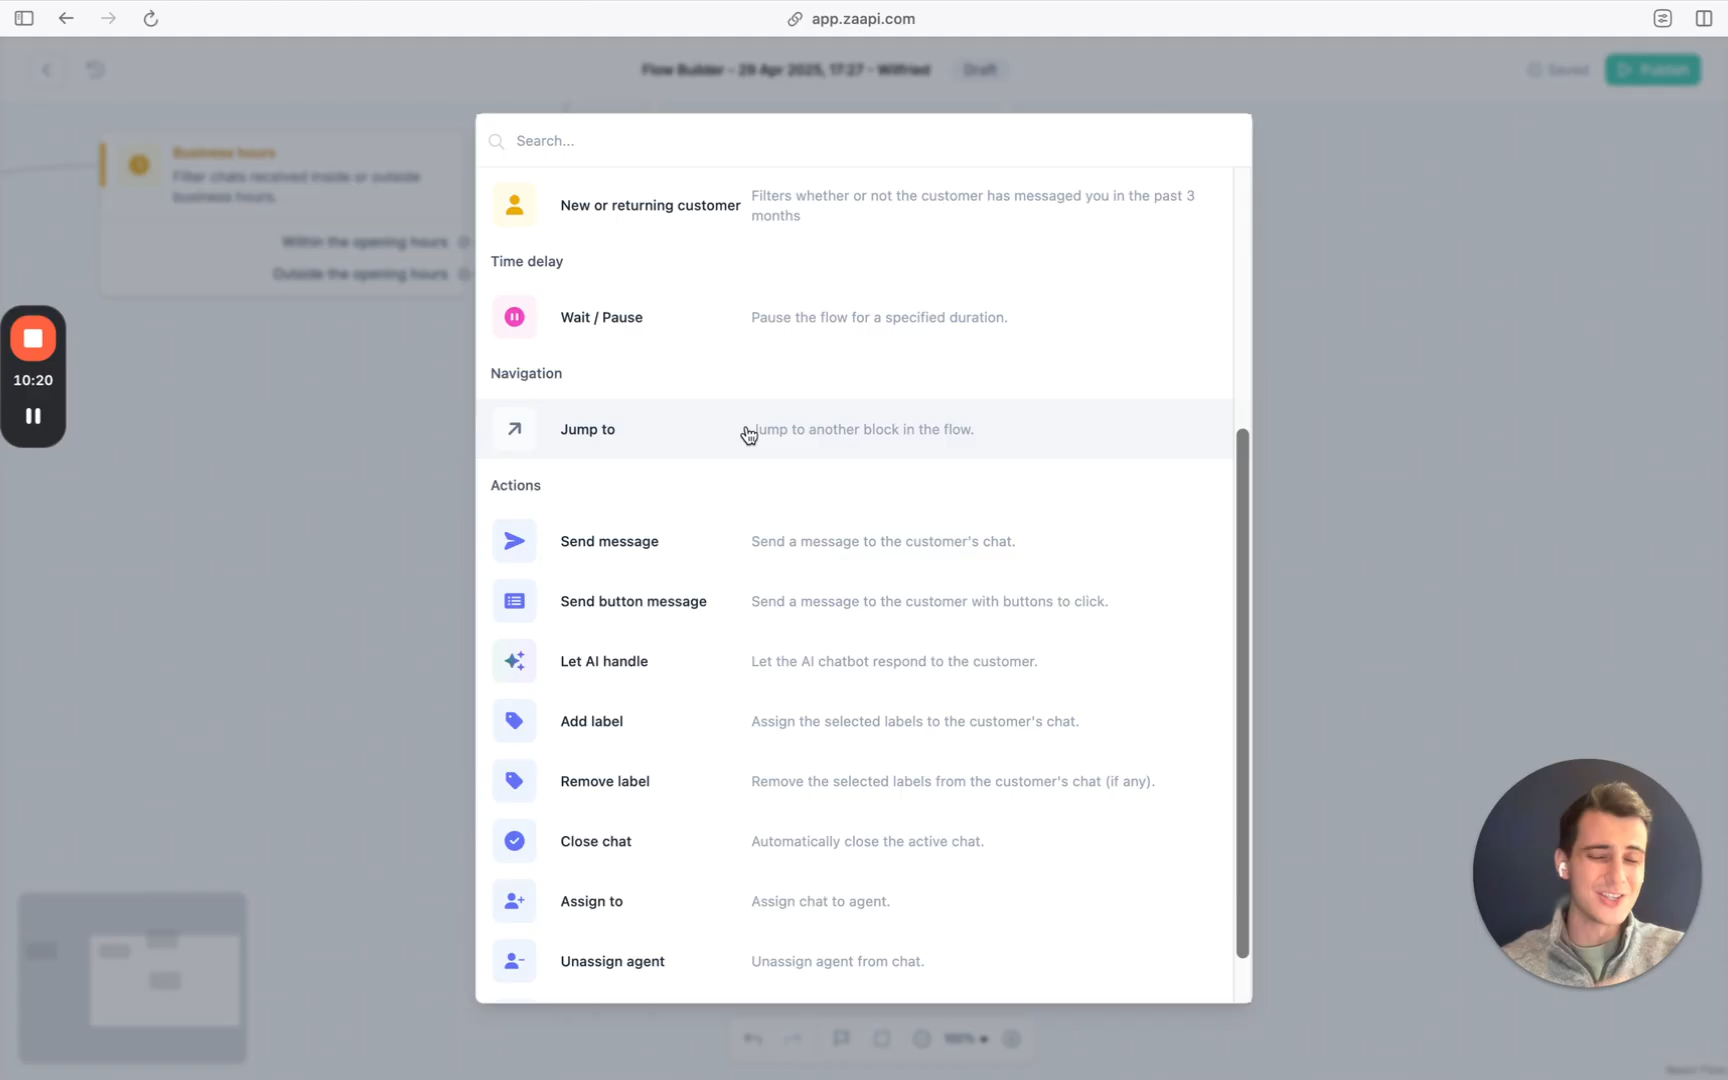 app.zaapi.com
Flow Builder - 29 Apr 2025, 17:27 - Wilfried
Draft
Saved
Publish
Business hours
Filter chats received inside or outside
business hours.
Within the opening hours
Outside the opening hours
10:20
Search...
New or returning customer
Filters whether or not the customer has messaged you in the past 3
months
Time delay
Wait / Pause
Pause the flow for a specified duration.
Navigation
Jump to
Jump to another block in the flow.
Actions
Send message
Send a message to the customer's chat.
Send button message
Send a message to the customer with buttons to click.
Let AI handle
Let the AI chatbot respond to the customer.
Add label
Assign the selected labels to the customer's chat.
Remove label
Remove the selected labels from the customer's chat (if any).
Close chat
Automatically close the active chat.
Assign to
Assign chat to agent.
Unassign agent
Unassign agent from chat.
100%